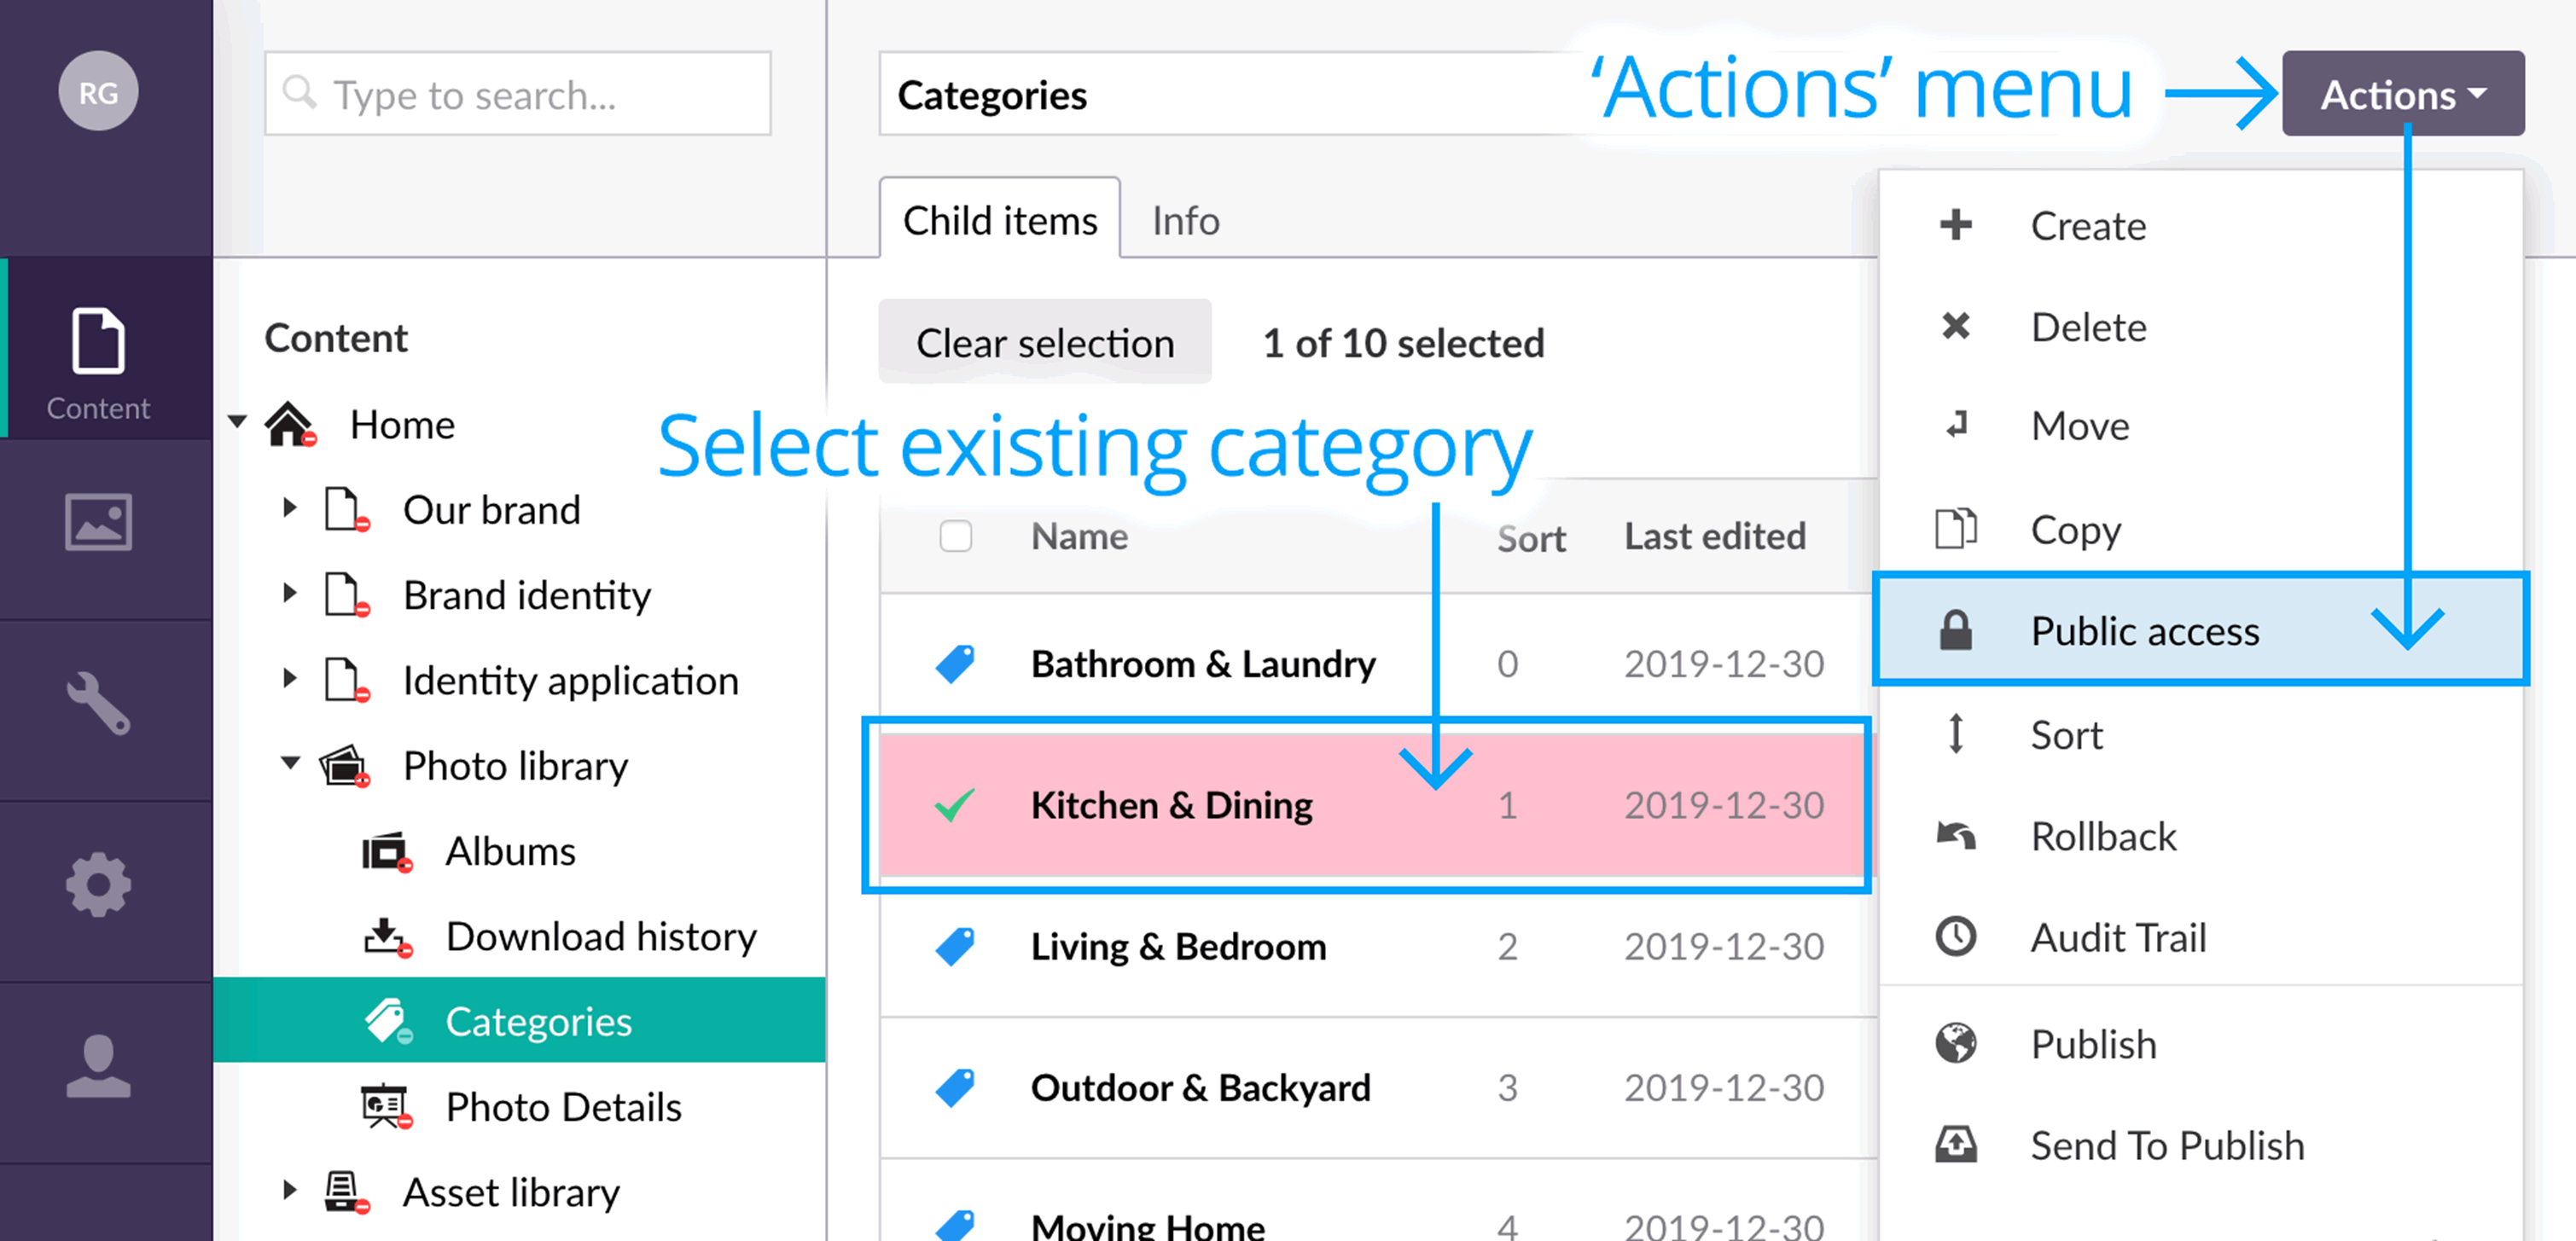 RG
Type to search...
Categories
‘Actions’ menu
Actions
Child items
Info
Clear selection
1 of 10 selected
Content
Content
Home
Our brand
Brand identity
Identity application
Photo library
Albums
Download history
Categories
Photo Details
Asset library
Select existing category
Name Sort Last edited
Bathroom & Laundry 0 2019-12-30
Kitchen & Dining 1 2019-12-30
Living & Bedroom 2 2019-12-30
Outdoor & Backyard 3 2019-12-30
Moving Home 4 2019-12-30
Create
Delete
Move
Copy
Public access
Sort
Rollback
Audit Trail
Publish
Send To Publish